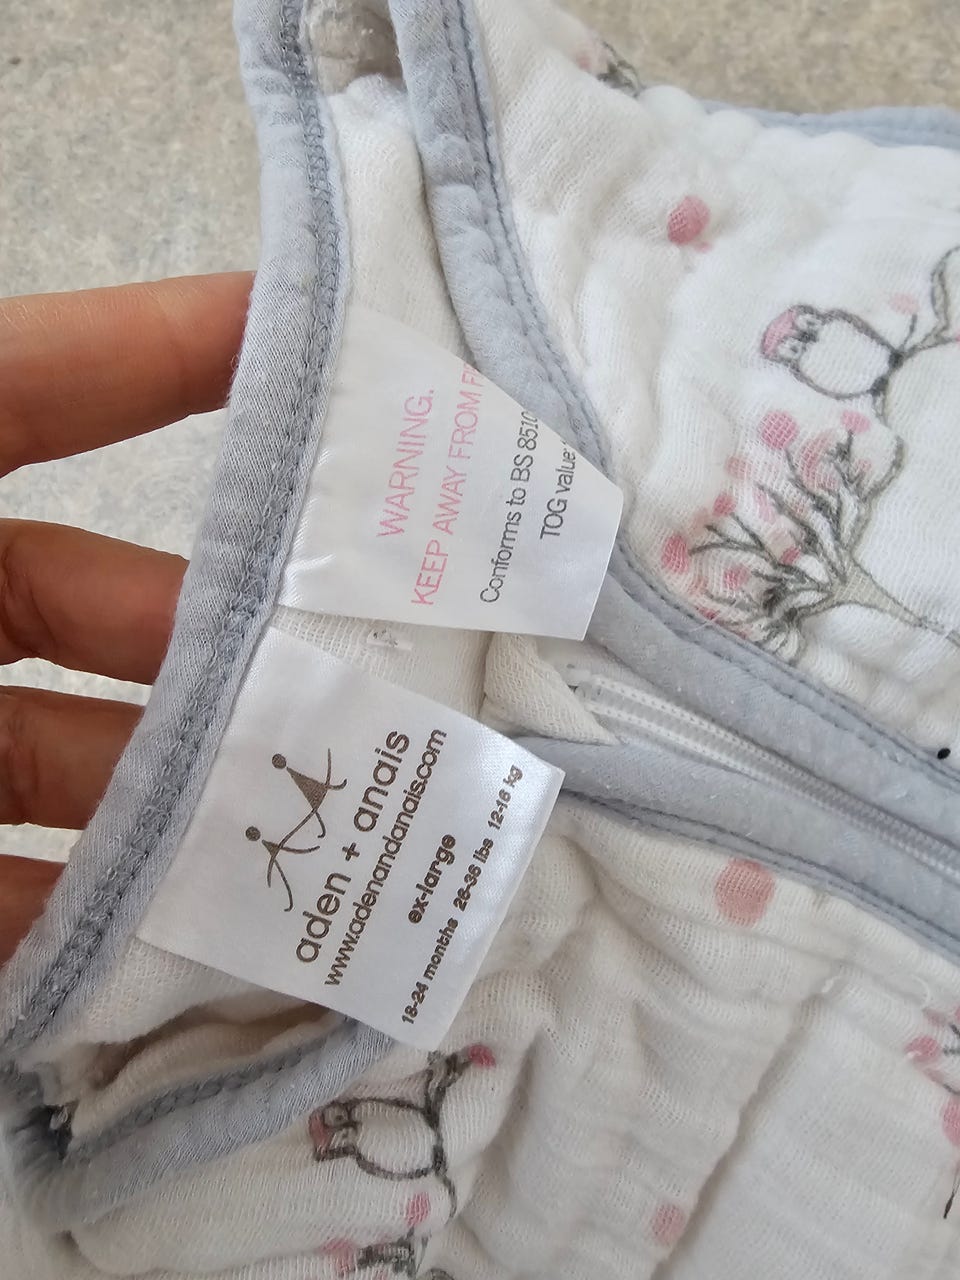 WARNING.
KEEP AWAY FROM
Conforms to BS 8510
TOG value:
aden + anais
www.adenandanais.com
ex-large
18-24 months 26-36 lbs 12-16 kg